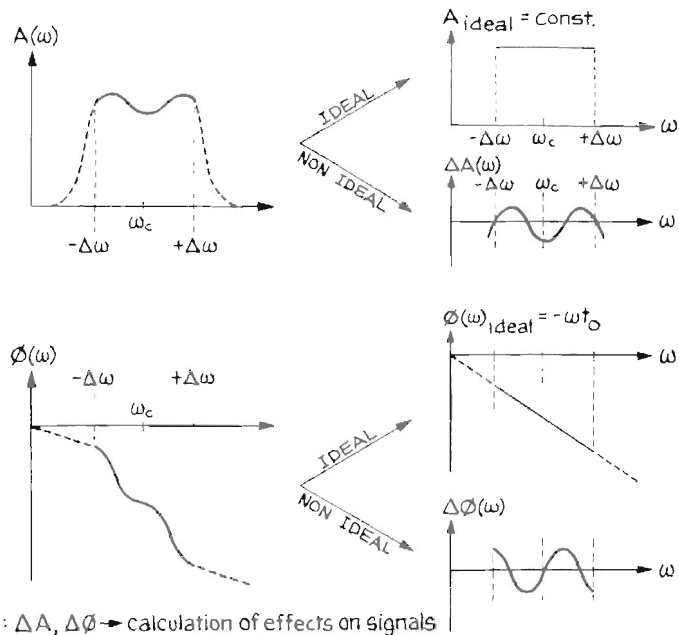 A(ω)
ω_c
-Δω +Δω
IDEAL
NON IDEAL
A_ideal = const.
ω
-Δω ω_c +Δω
ΔA(ω)
-Δω ω_c +Δω
ω
Ø(ω)
-Δω +Δω
ω_c
IDEAL
NON IDEAL
Ø(ω)_ideal = -ωt_o
ω
ΔØ(ω)
ω
: ΔA, ΔØ → calculation of effects on signals